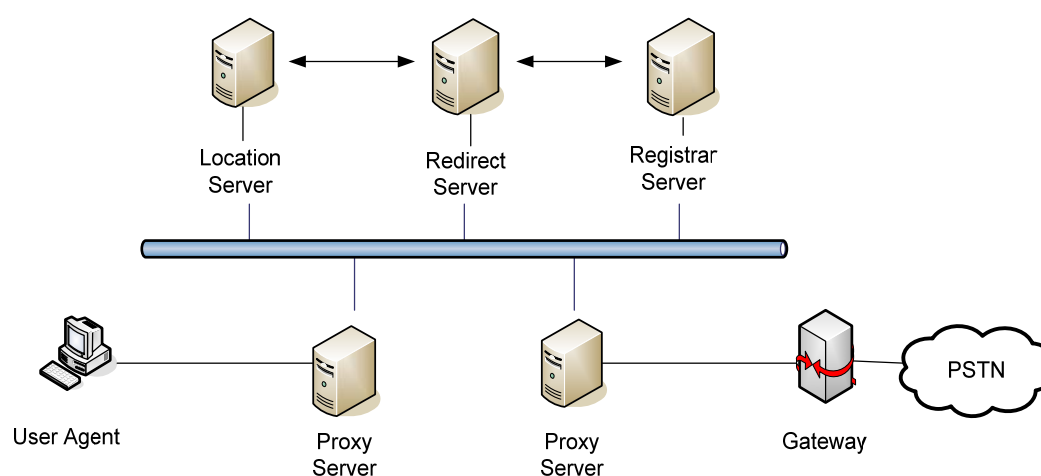 Location
Server
Redirect
Server
Registrar
Server
PSTN
User Agent
Proxy
Server
Proxy
Server
Gateway